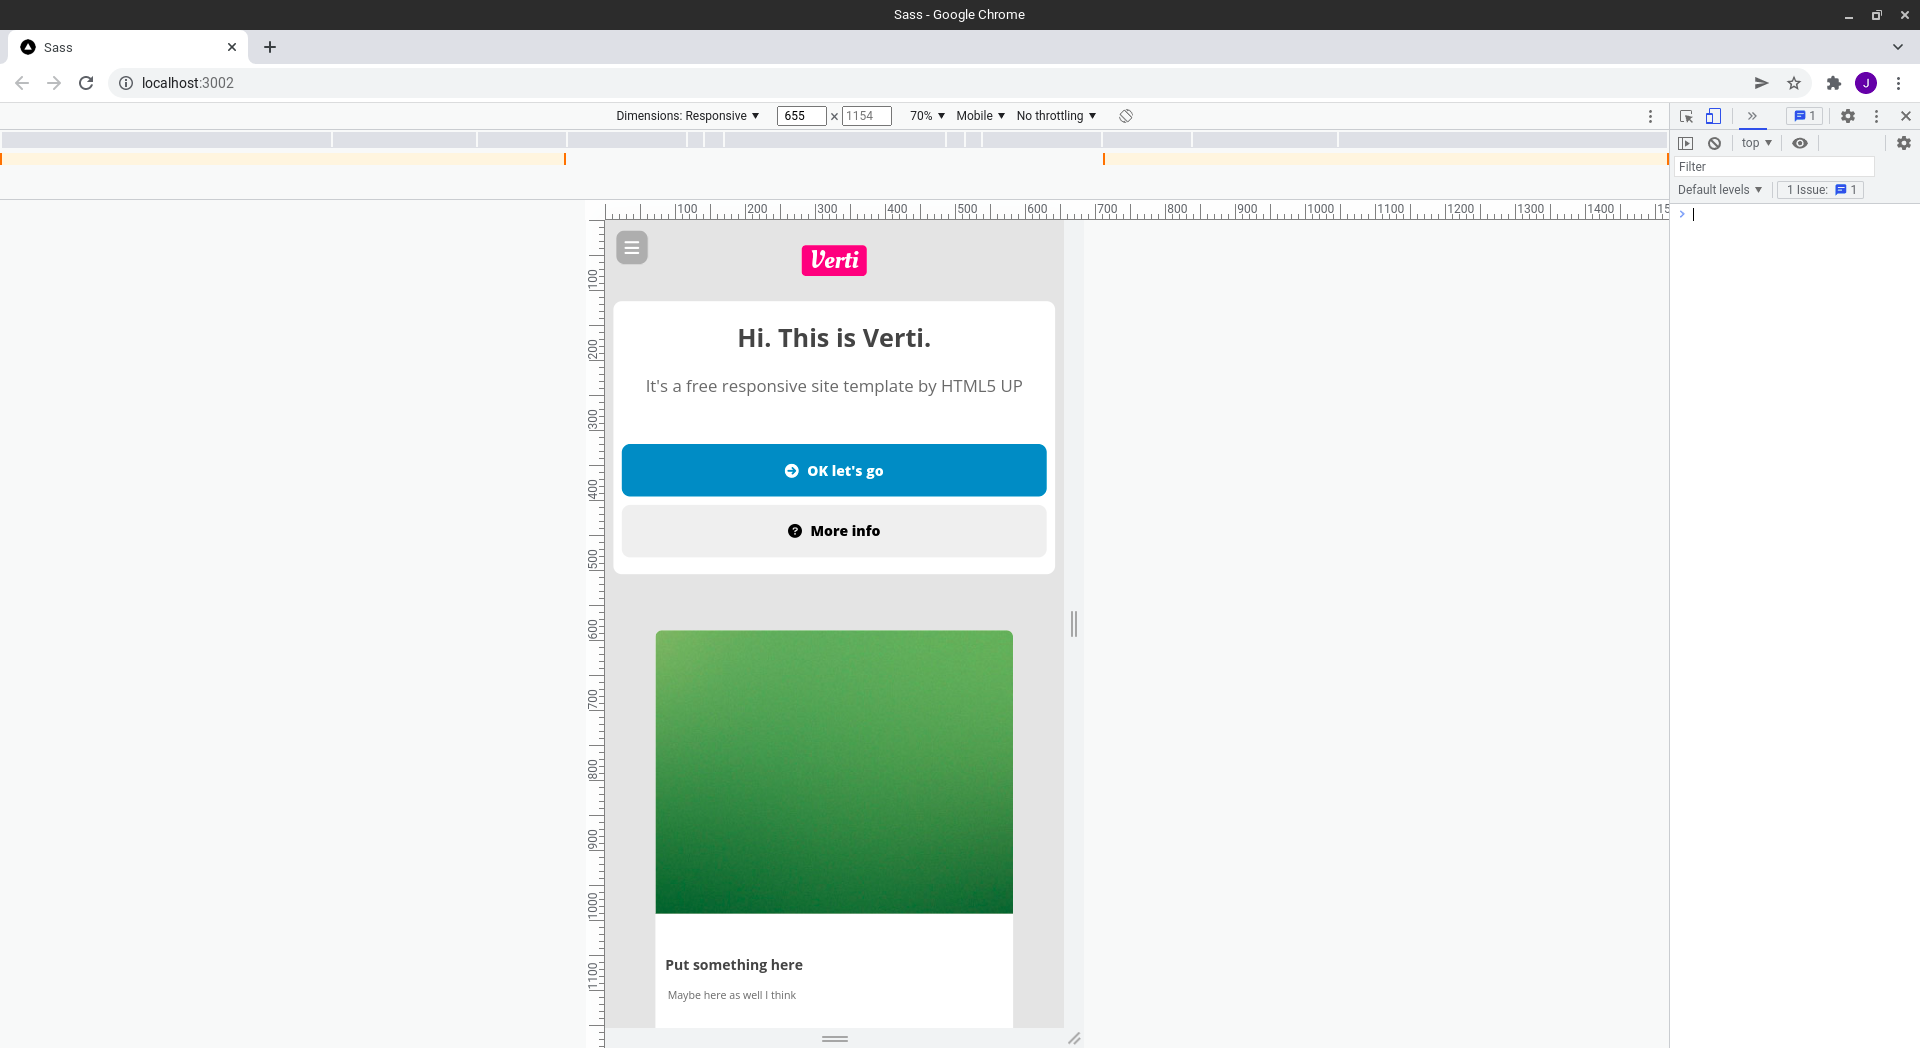 Sass - Google Chrome
Sass
localhost:3002
J
Dimensions: Responsive 655 × 1154 70% Mobile No throttling
1
top
Filter
Default levels 1 Issue: 1
100 200 300 400 500 600 700 800 900 1000 1100 1200 1300 1400 15
100
200
300
400
500
600
700
800
900
1000
1100
Verti
Hi. This is Verti.
It's a free responsive site template by HTML5 UP
OK let's go
? More info
Put something here
Maybe here as well I think